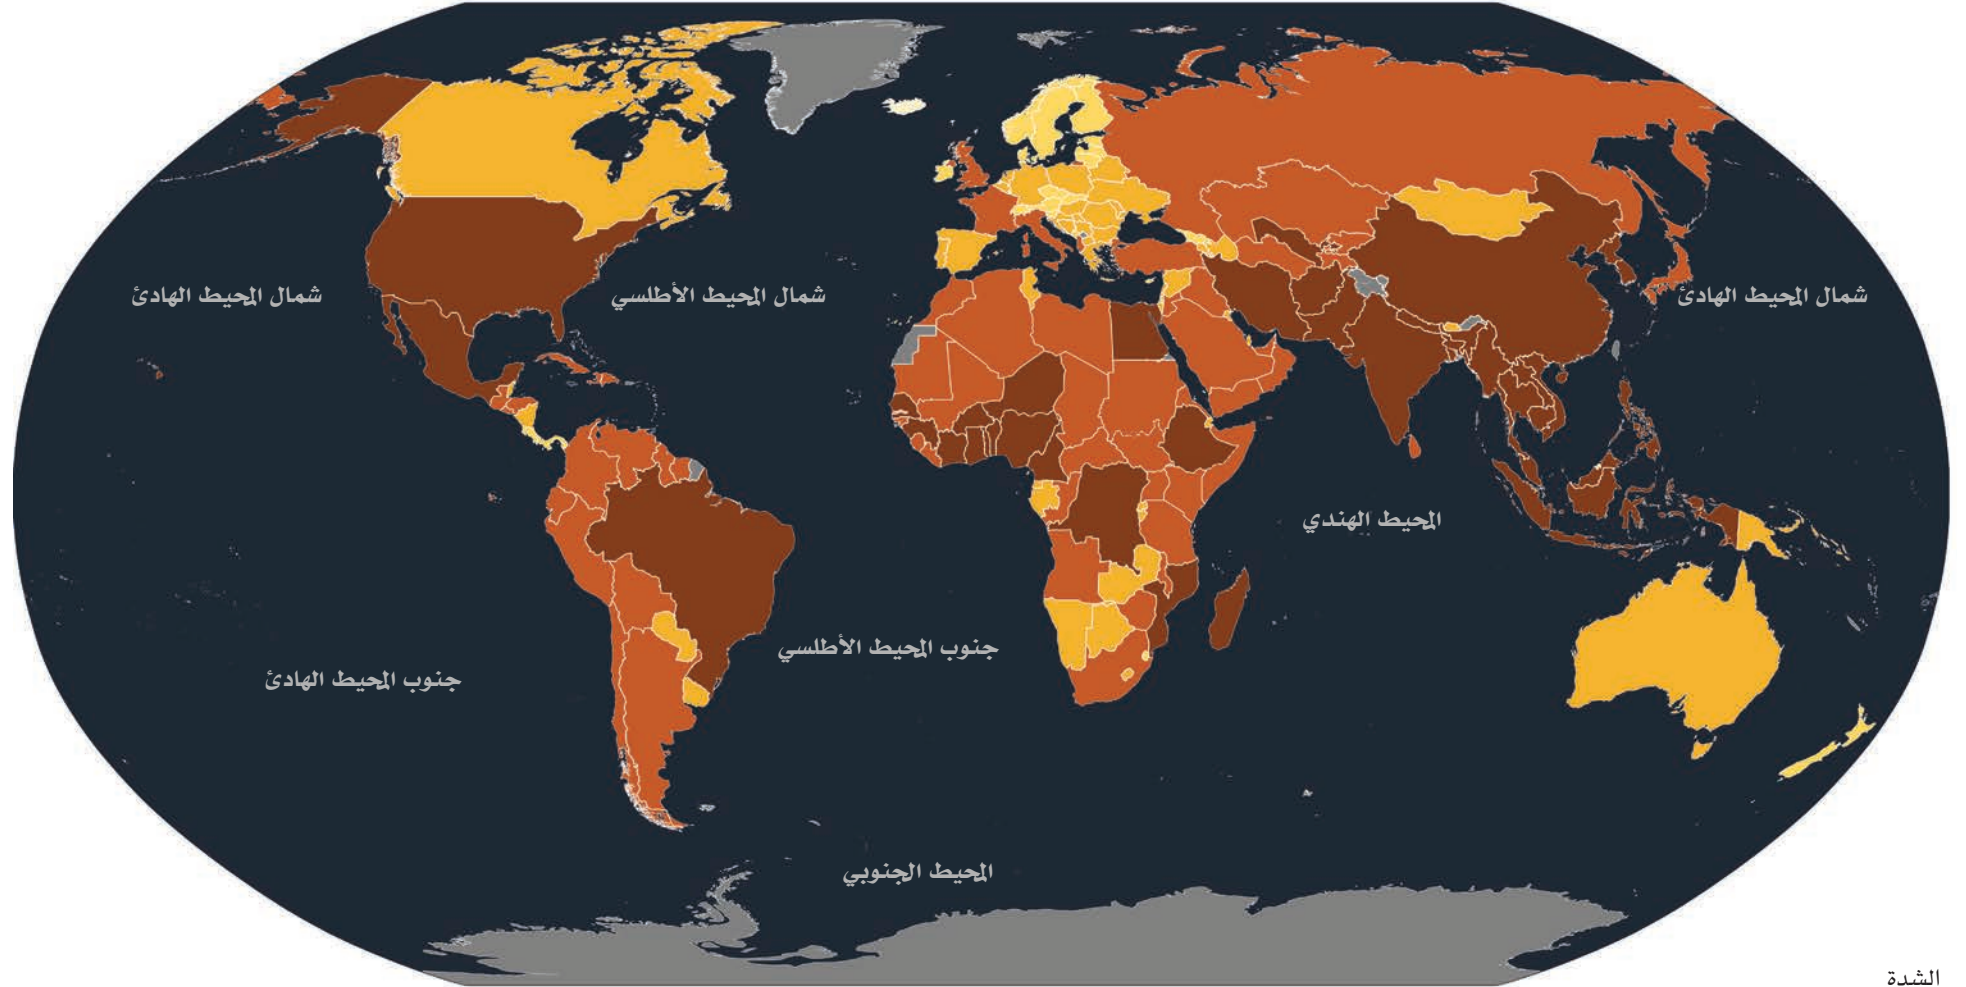 شمال المحيط الهادئ
شمال المحيط الأطلسي
شمال المحيط الهادئ
المحيط الهندي
جنوب المحيط الأطلسي
جنوب المحيط الهادئ
المحيط الجنوبي
الشدة